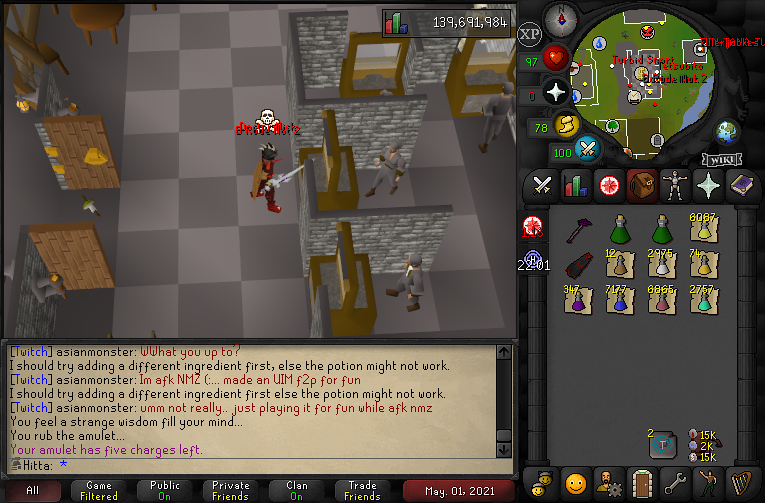 139,691,984
XP
97
0
78
100
WIKI
22:01
6087
12
2975
347
7177
6865
2757
2
15K
2K
15K
[Twitch] asianmonster: WWhat you up to?
I should try adding a different ingredient first, else the potion might not work.
[Twitch] asianmonster: Im afk NMZ (:... made an UIM f2p for fun
I should try adding a different ingredient first else the potion might not work.
[Twitch] asianmonster: umm not really.. just playing it for fun while afk nmz
You feel a strange wisdom fill your mind...
You rub the amulet...
Your amulet has five charges left.
Hitta: *
All
Game
Filtered
Public
On
Private
Friends
Clan
On
Trade
Friends
May. 01, 2021